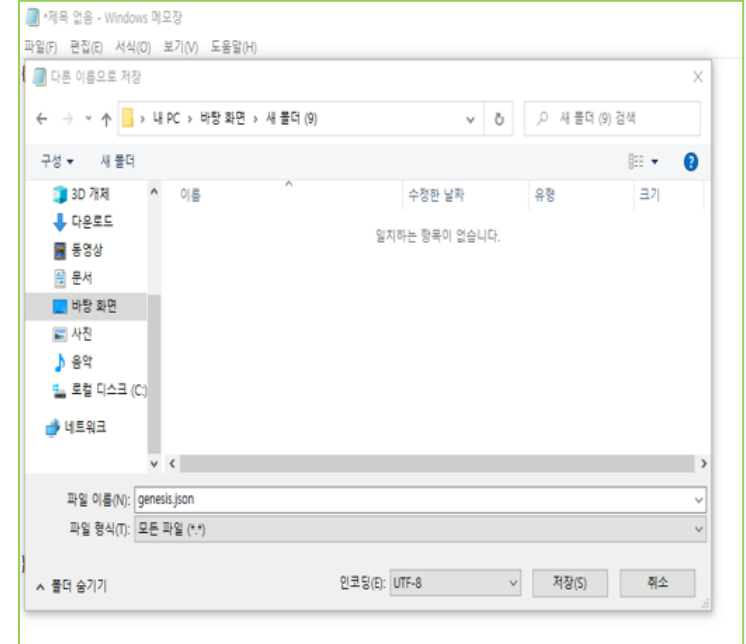 *제목 없음 - Windows 메모장
파일(F) 편집(E) 서식(O) 보기(V) 도움말(H)
다른 이름으로 저장
내 PC › 바탕 화면 › 새 폴더 (9)
새 폴더 (9) 검색
구성 새 폴더
이름 수정한 날짜 유형 크기
일치하는 항목이 없습니다.
3D 개체
다운로드
동영상
문서
바탕 화면
사진
음악
로컬 디스크 (C:)
네트워크
파일 이름(N): genesis.json
파일 형식(T): 모든 파일 (*.*)
폴더 숨기기
인코딩(E): UTF-8
저장(S)
취소